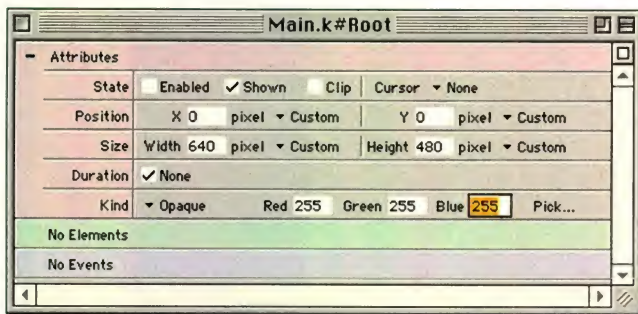 Main.k#Root
Attributes
State Enabled Shown Clip Cursor None
Position X 0 pixel Custom Y 0 pixel Custom
Size Width 640 pixel Custom Height 480 pixel Custom
Duration None
Kind Opaque Red 255 Green 255 Blue 255 Pick...
No Elements
No Events